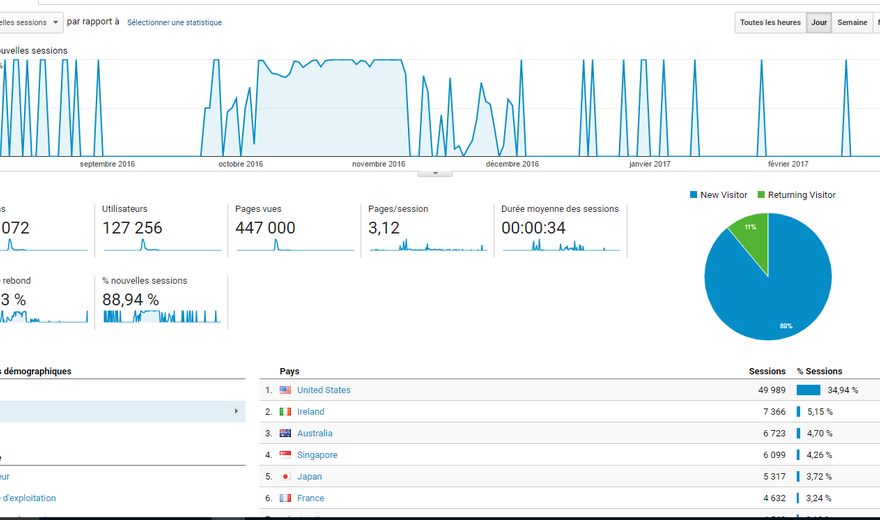 elles sessions par rapport à Sélectionner une statistique Toutes les heures Jour Semaine
ouvelles sessions
%
septembre 2016 octobre 2016 novembre 2016 décembre 2016 janvier 2017 février 2017
New Visitor Returning Visitor
ns Utilisateurs Pages vues Pages/session Durée moyenne des sessions
072 127 256 447 000 3,12 00:00:34
11%
89%
rebond % nouvelles sessions
3 % 88,94 %
s démographiques Pays Sessions % Sessions
1. United States 49 989 34,94 %
2. Ireland 7 366 5,15 %
3. Australia 6 723 4,70 %
4. Singapore 6 099 4,26 %
eur 5. Japan 5 317 3,72 %
d'exploitation 6. France 4 632 3,24 %